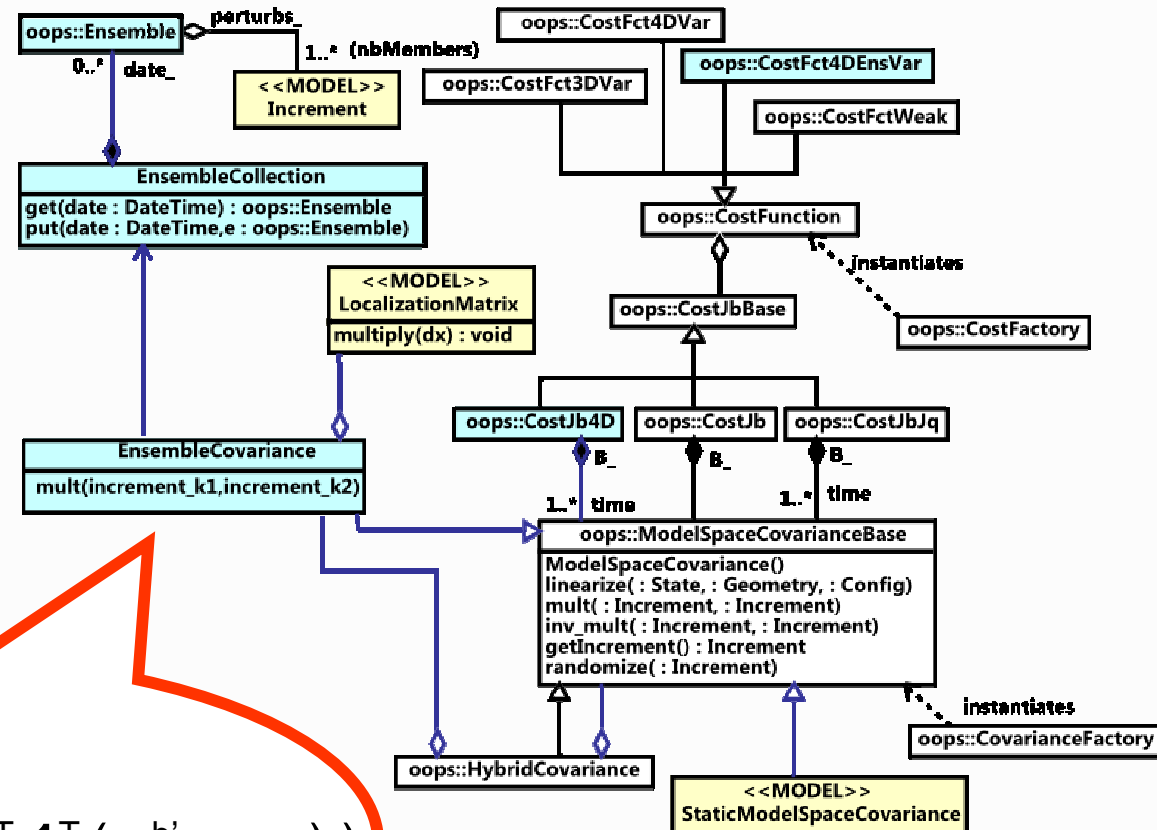 oops::Ensemble
perturbs_
1..* (nbMembers)
0..* date_
<<MODEL>>
Increment
oops::CostFct4DVar
oops::CostFct3DVar
oops::CostFct4DEnsVar
oops::CostFctWeak
EnsembleCollection
get(date : DateTime) : oops::Ensemble
put(date : DateTime,e : oops::Ensemble)
oops::CostFunction
instantiates
oops::CostFactory
<<MODEL>>
LocalizationMatrix
multiply(dx) : void
oops::CostJbBase
oops::CostJb4D
oops::CostJb
oops::CostJbJq
B_
B_
B_
1..* time
1..* time
EnsembleCovariance
mult(increment_k1,increment_k2)
oops::ModelSpaceCovarianceBase
ModelSpaceCovariance()
linearize( : State, : Geometry, : Config)
mult( : Increment, : Increment)
inv_mult( : Increment, : Increment)
getIncrement() : Increment
randomize( : Increment)
instantiates
oops::CovarianceFactory
oops::HybridCovariance
<<MODEL>>
StaticModelSpaceCovariance